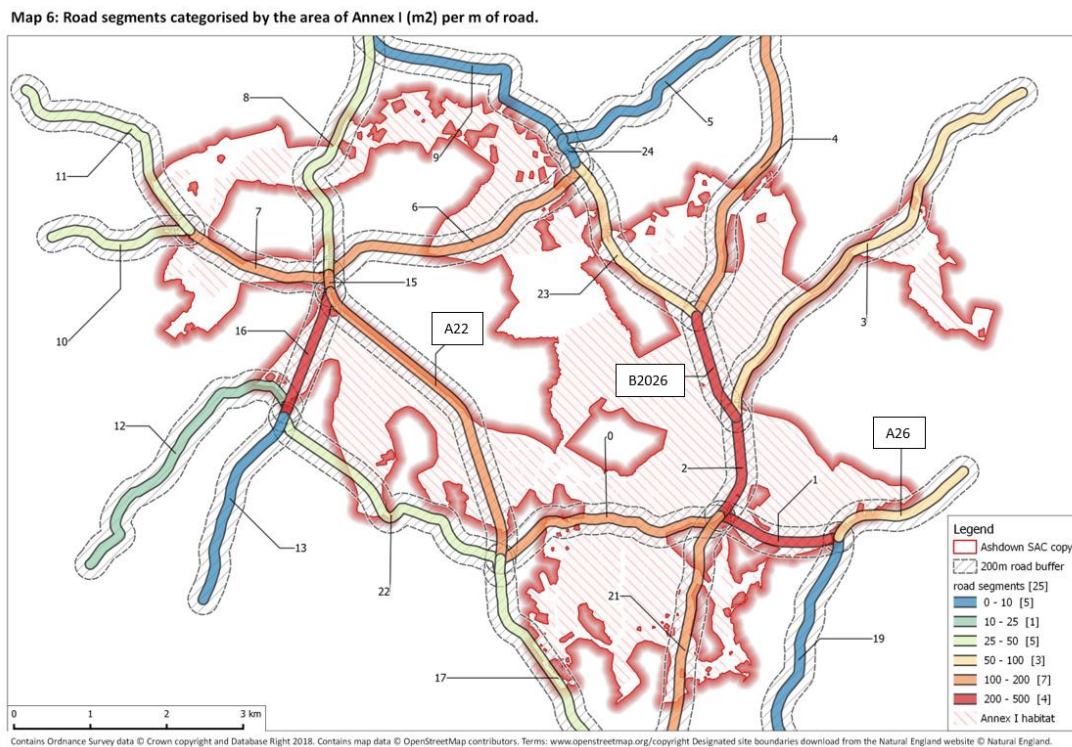 Map 6: Road segments categorised by the area of Annex I (m2) per m of road.
8
9
5
24
4
11
6
7
3
15
23
10
16
A22
B2026
12
0
A26
2
1
13
22
21
19
17
Legend
Ashdown SAC copy
200m road buffer
road segments [25]
0 - 10 [5]
10 - 25 [1]
25 - 50 [5]
50 - 100 [3]
100 - 200 [7]
200 - 500 [4]
Annex I habitat
0 1 2 3 km
Contains Ordnance Survey data © Crown copyright and Database Right 2018. Contains map data © OpenStreetMap contributors. Terms: www.openstreetmap.org/copyright Designated site boundaries download from the Natural England website © Natural England.